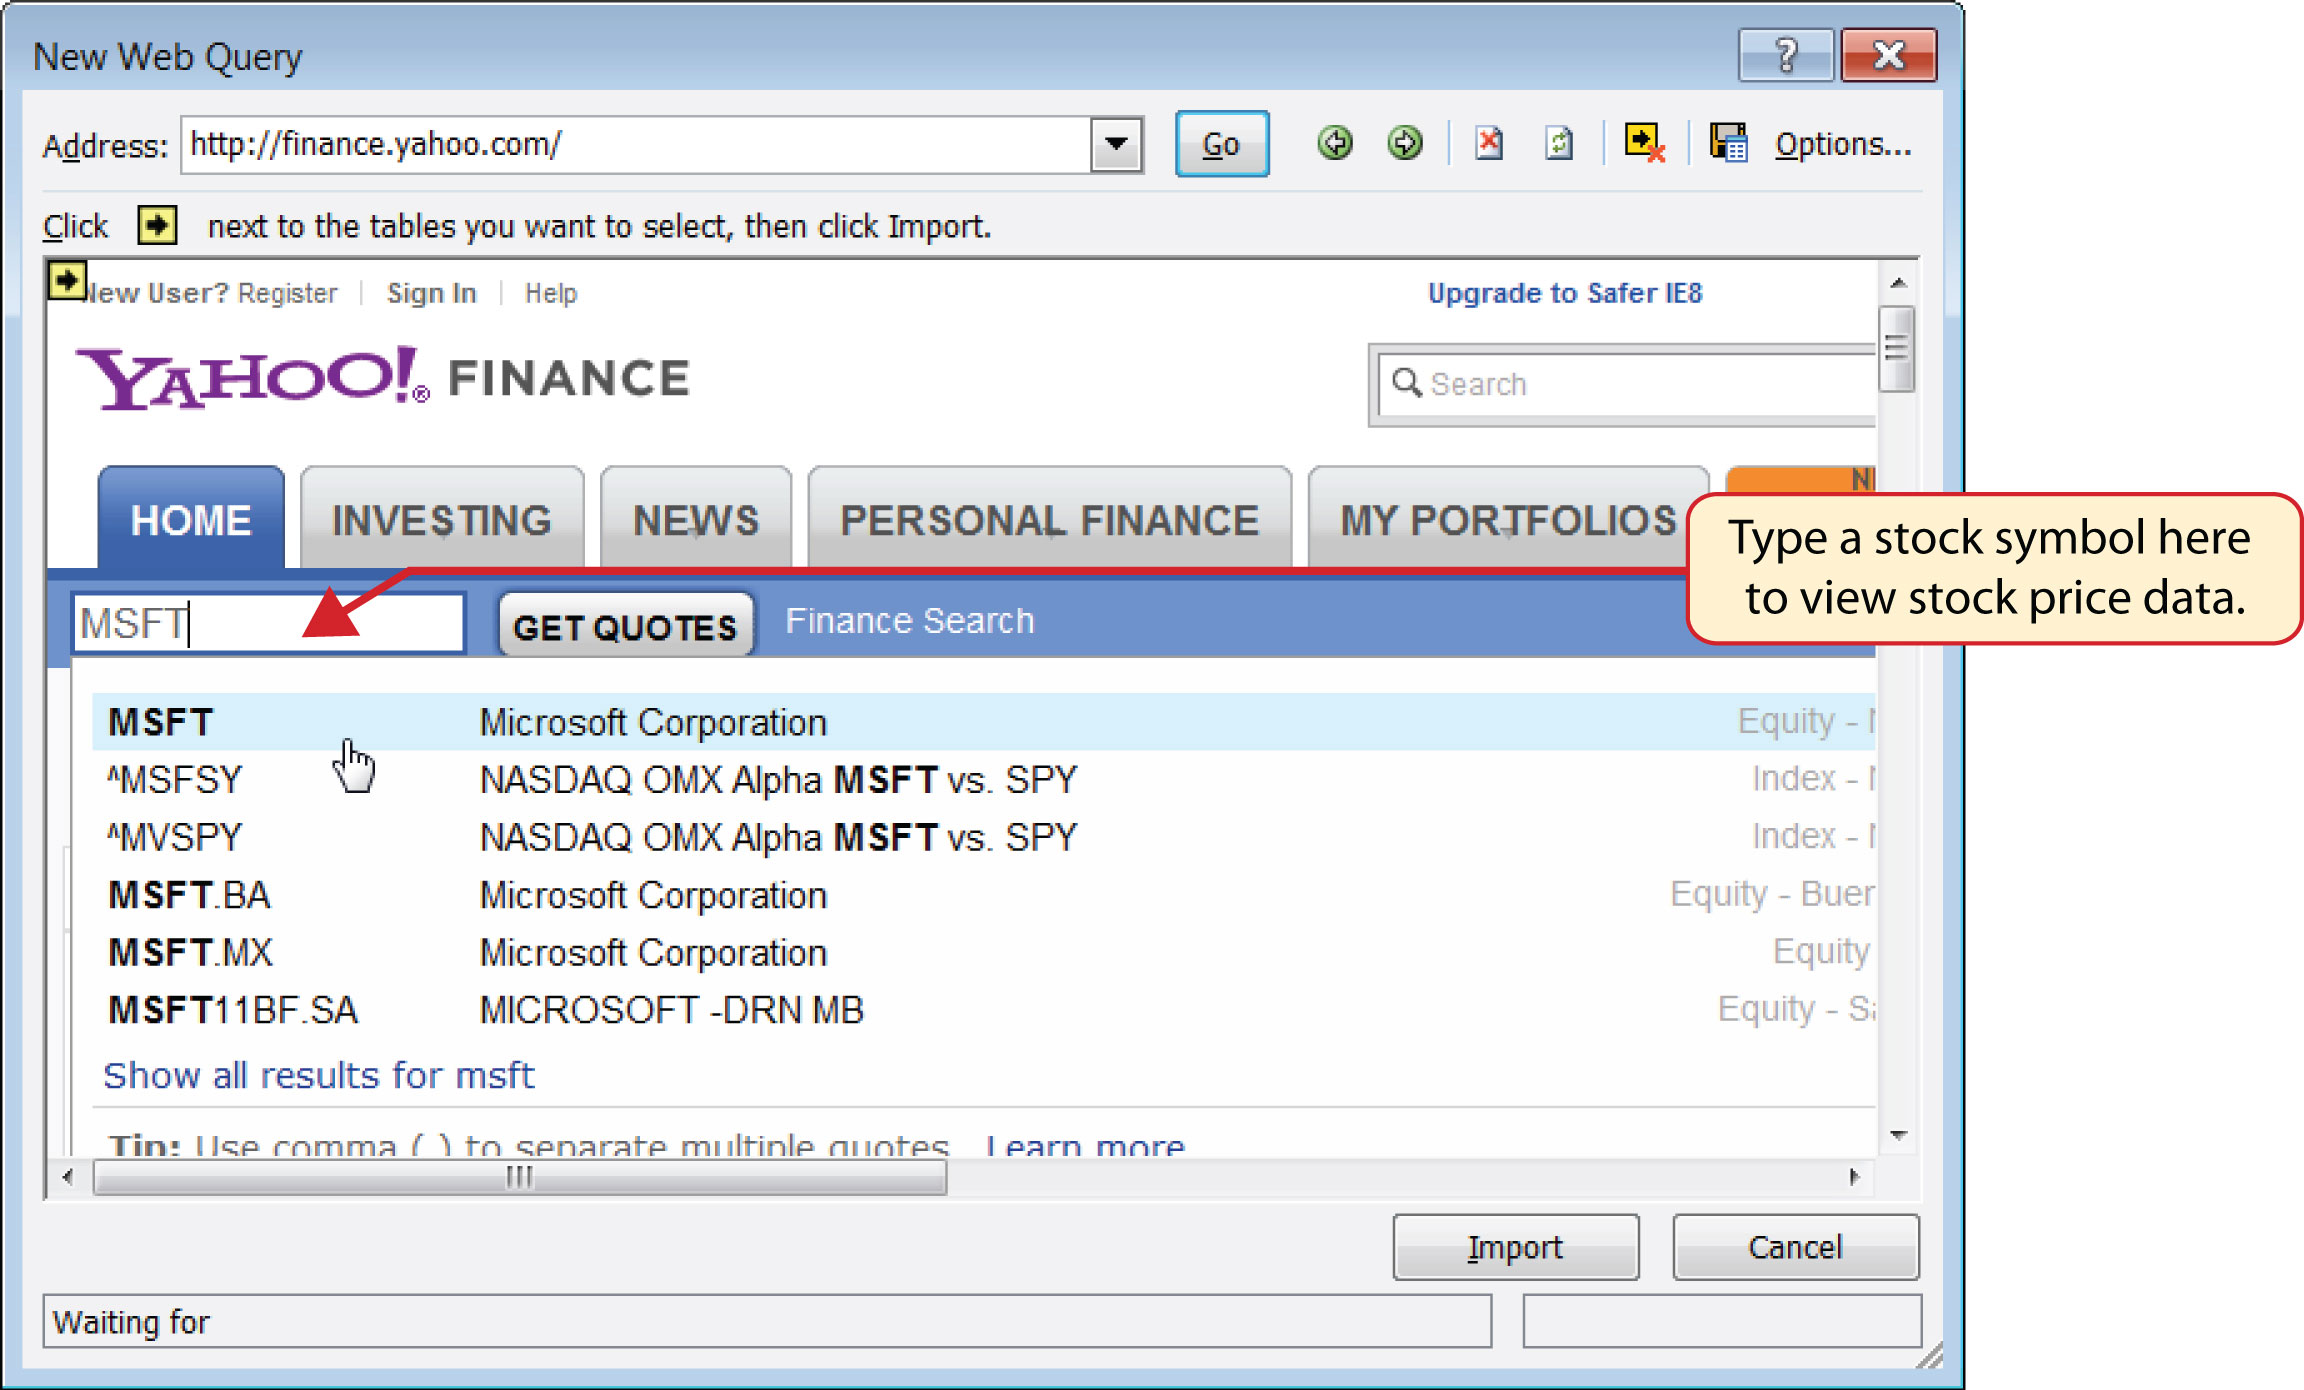 New Web Query
Address: http://finance.yahoo.com/ Go Options...
Click next to the tables you want to select, then click Import.
New User? Register Sign In Help Upgrade to Safer IE8
YAHOO!® FINANCE Search
HOME INVESTING NEWS PERSONAL FINANCE MY PORTFOLIOS
Type a stock symbol here
to view stock price data.
MSFT GET QUOTES Finance Search
MSFT Microsoft Corporation Equity -
^MSFSY NASDAQ OMX Alpha MSFT vs. SPY Index -
^MVSPY NASDAQ OMX Alpha MSFT vs. SPY Index -
MSFT.BA Microsoft Corporation Equity - Buer
MSFT.MX Microsoft Corporation Equity
MSFT11BF.SA MICROSOFT -DRN MB Equity - Sa
Show all results for msft
Tip: Use comma (,) to separate multiple quotes. Learn more
Import Cancel
Waiting for